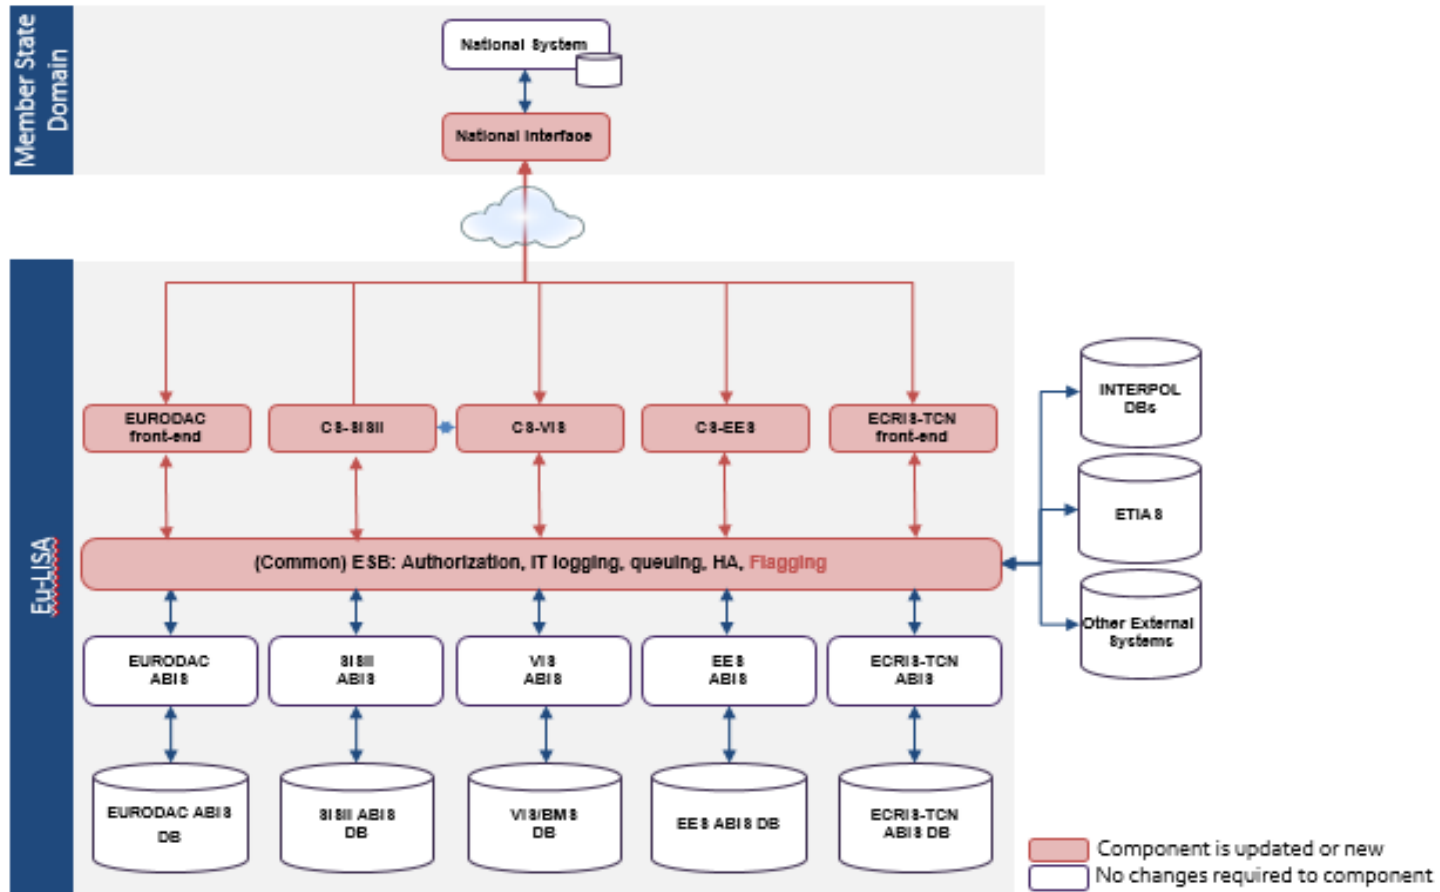 Member State
Domain
National System
National Interface
Eu-LISA
EURODAC
front-end
CS-SISII
CS-VIS
CS-EES
ECRIS-TCN
front-end
(Common) ESB: Authorization, IT logging, queuing, HA, Flagging
INTERPOL
DBs
ETIAS
Other External
Systems
EURODAC
ABIS
SISII
ABIS
VIS
ABIS
EES
ABIS
ECRIS-TCN
ABIS
EURODAC ABIS
DB
SISII ABIS
DB
VIS/BMS
DB
EES ABIS DB
ECRIS-TCN
ABIS DB
Component is updated or new
No changes required to component